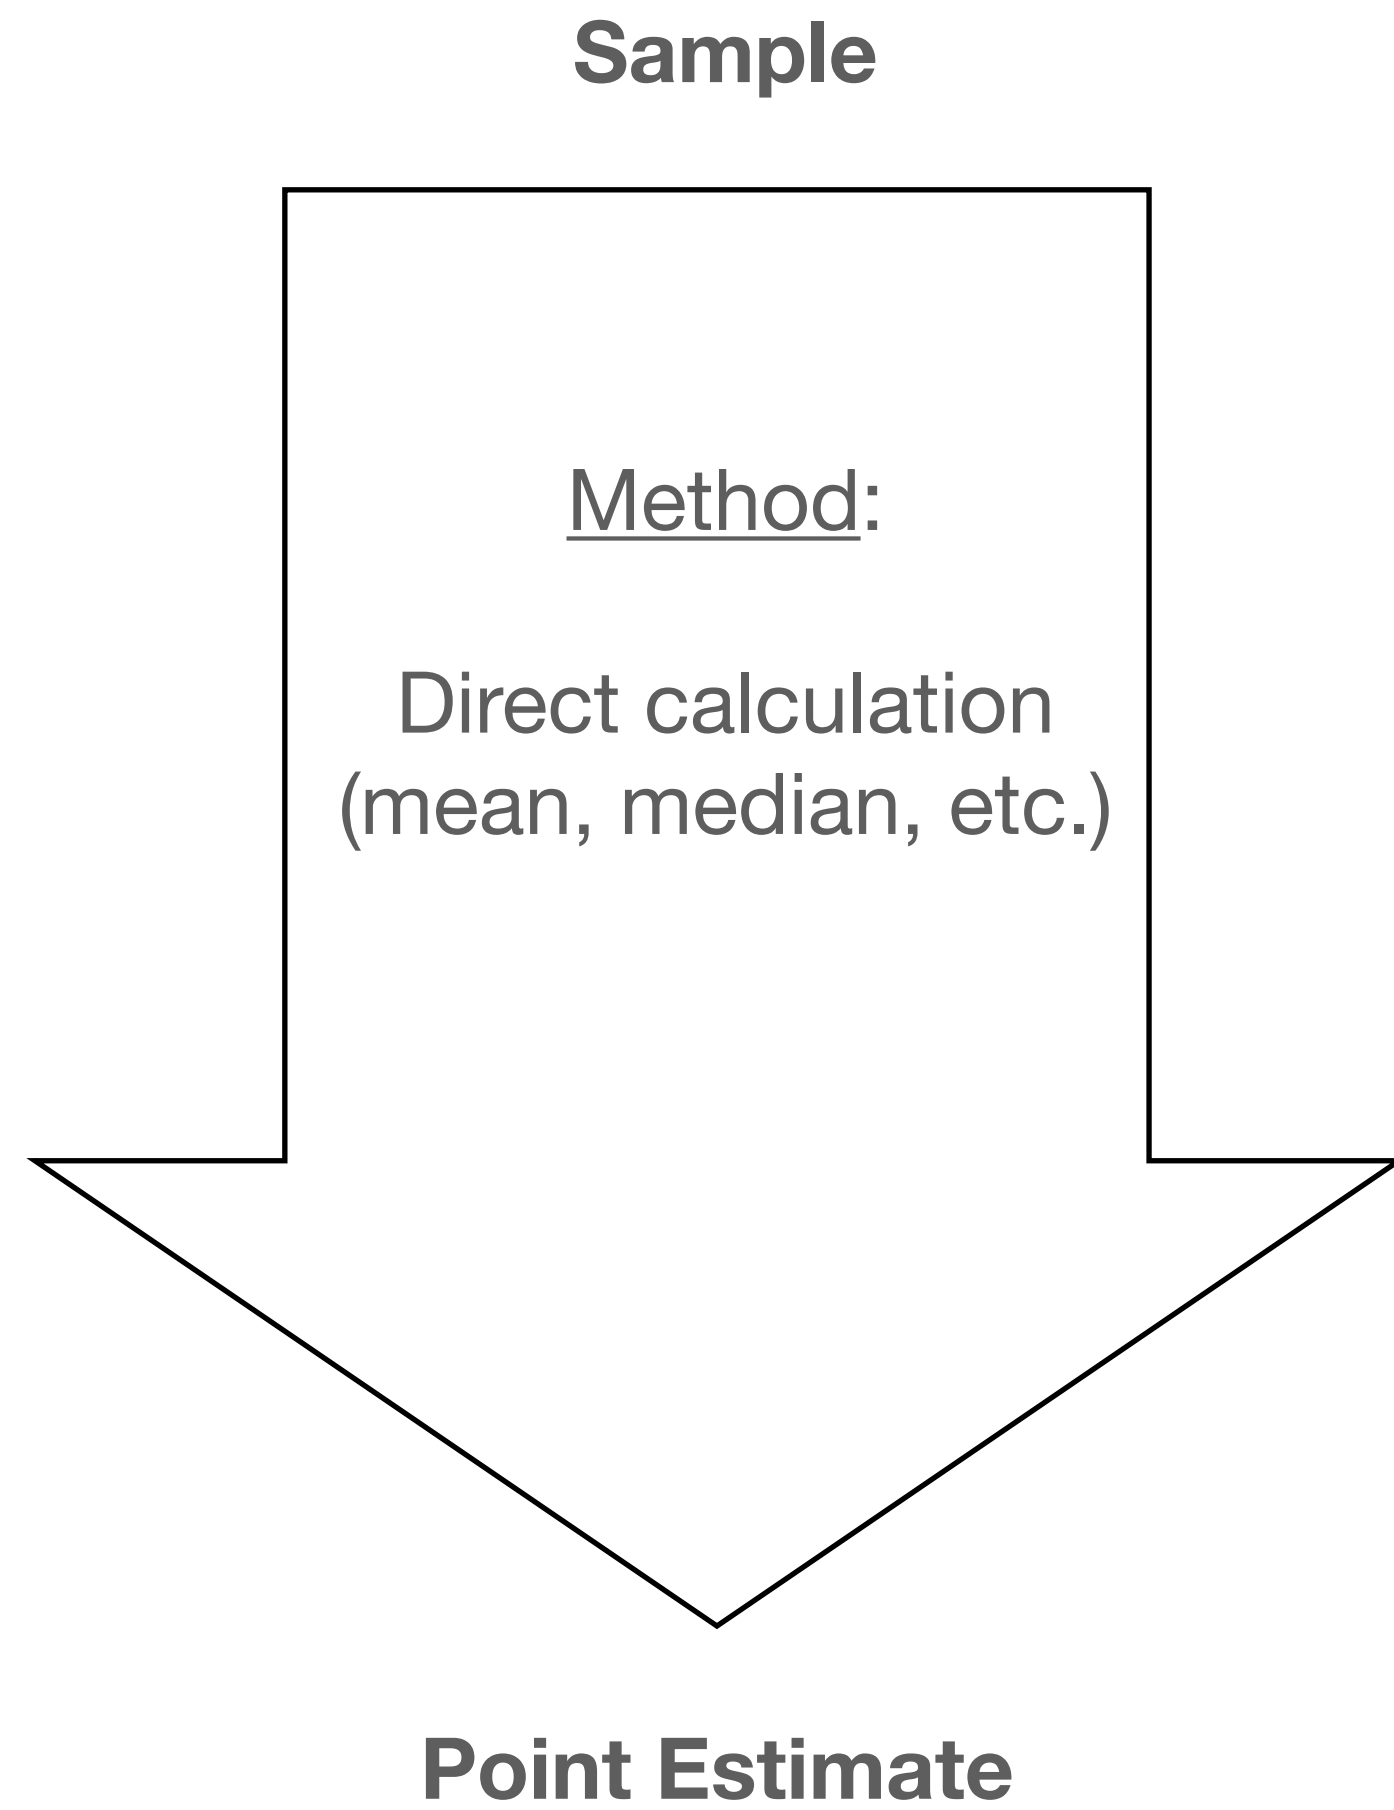 Sample
Method:
Direct calculation
(mean, median, etc.)
Point Estimate